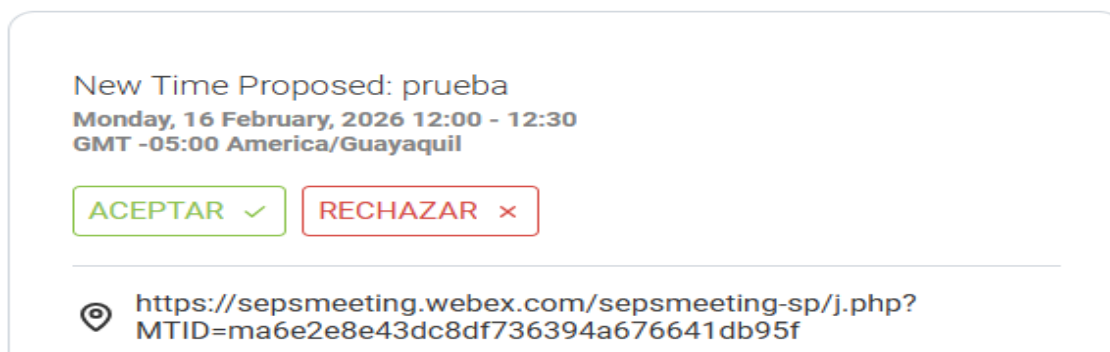 New Time Proposed: prueba
Monday, 16 February, 2026 12:00 - 12:30
GMT -05:00 America/Guayaquil
ACEPTAR ✓ RECHAZAR ×
https://sepsmeeting.webex.com/sepsmeeting-sp/j.php?
MTID=ma6e2e8e43dc8df736394a676641db95f